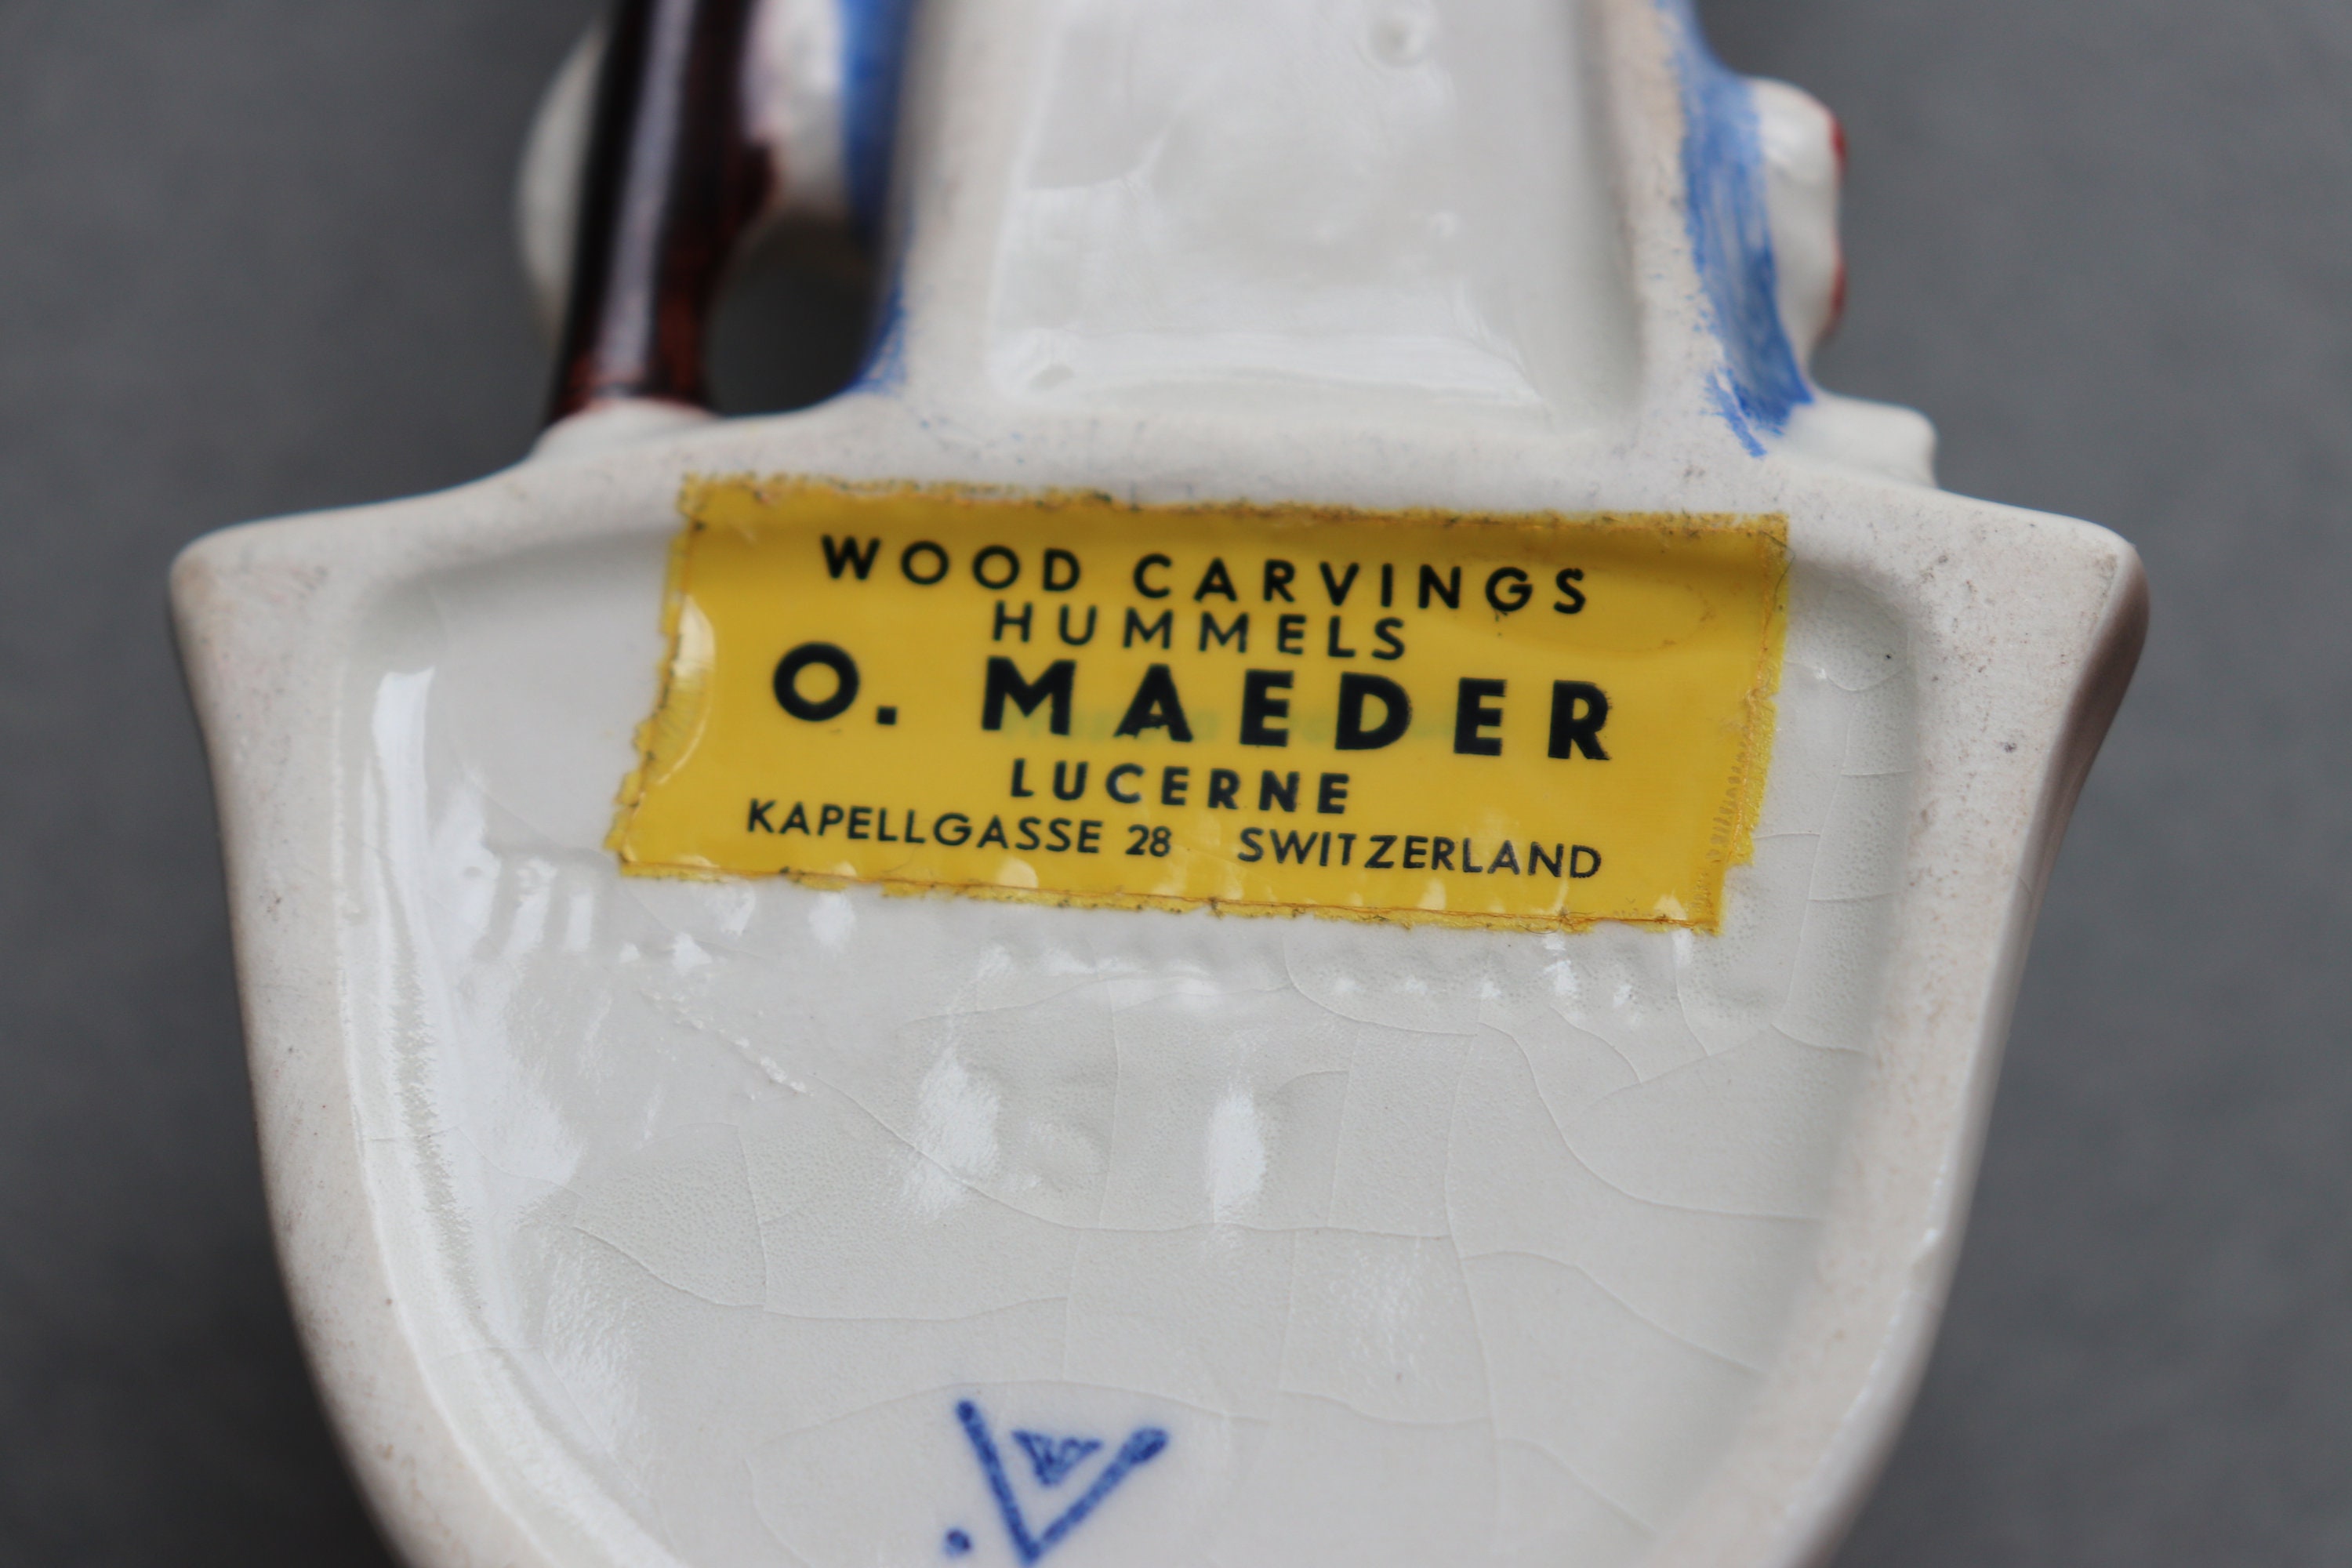 WOOD CARVINGS
HUMMELS
O. MAEDER
LUCERNE
KAPELLGASSE 28 SWITZERLAND